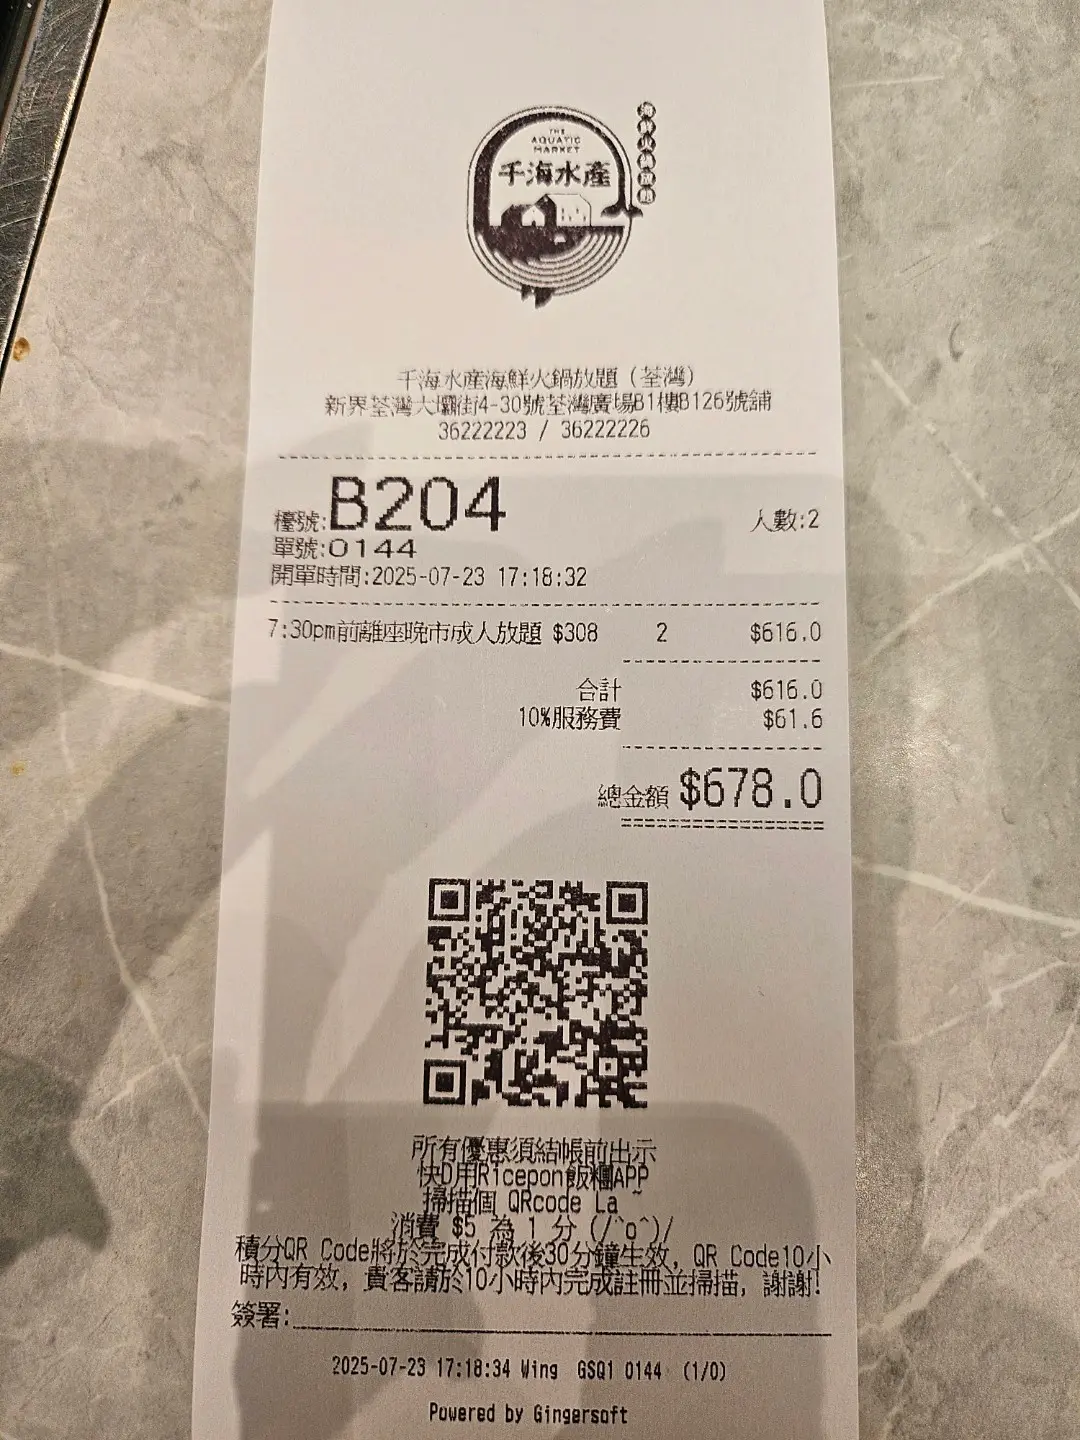 THE
AQUATIC
MARKET
千海水產
海鮮火鍋放題
千海水產海鮮火鍋放題（荃灣）
新界荃灣大壩街4-30號荃灣廣場B1樓B126號舖
36222223 / 36222226
檯號:B204 人數:2
單號:0144
開單時間:2025-07-23 17:18:32
7:30pm前離座晚市成人放題 $308 2 $616.0
合計 $616.0
10%服務費 $61.6
總金額 $678.0
所有優惠須結帳前出示
快D用Ricepon飯糰APP
掃描個 QRcode La ~
消費 $5 為 1 分 (/^o^)/
積分QR Code將於完成付款後30分鐘生效，QR Code10小
時內有效，貴客請於10小時內完成註冊並掃描，謝謝!
簽署:
2025-07-23 17:18:34 Wing GSQ1 0144 (1/0)
Powered by Gingersoft